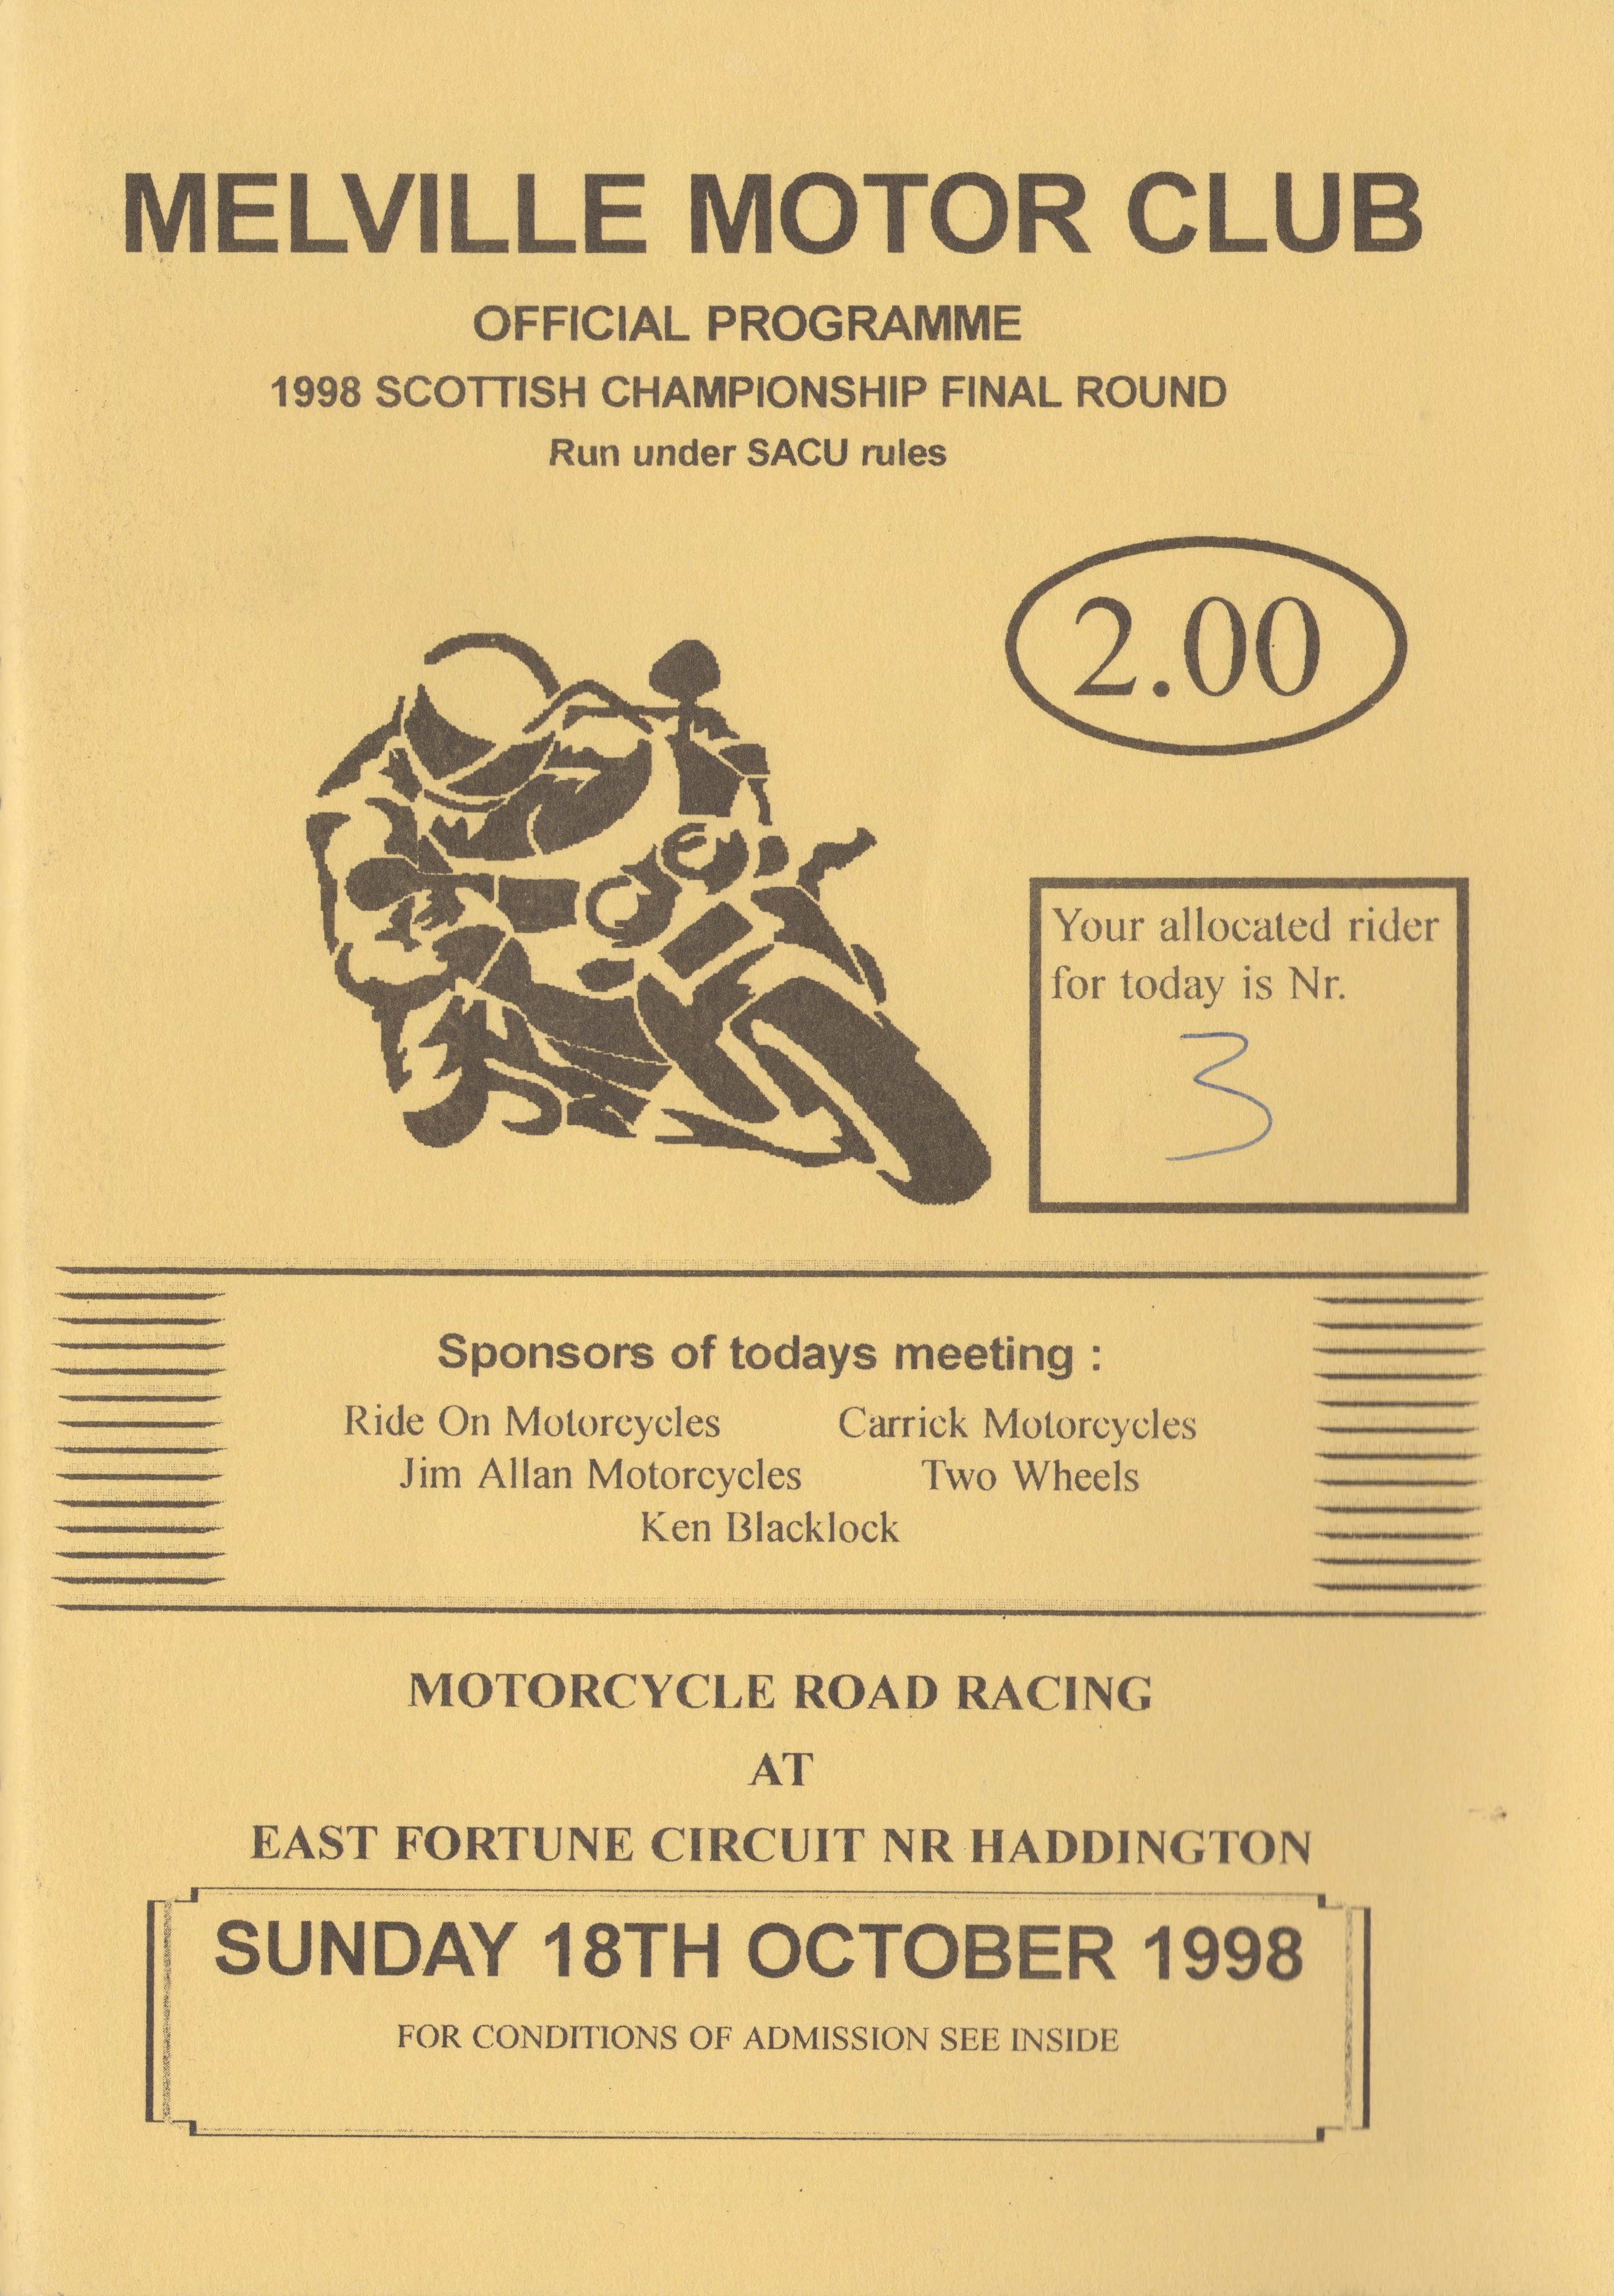 MELVILLE MOTOR CLUB
OFFICIAL PROGRAMME
1998 SCOTTISH CHAMPIONSHIP FINAL ROUND
Run under SACU rules
2.00
Your allocated rider
for today is Nr.
3
Sponsors of todays meeting :
Ride On Motorcycles Carrick Motorcycles
Jim Allan Motorcycles Two Wheels
Ken Blacklock
MOTORCYCLE ROAD RACING
AT
EAST FORTUNE CIRCUIT NR HADDINGTON
SUNDAY 18TH OCTOBER 1998
FOR CONDITIONS OF ADMISSION SEE INSIDE